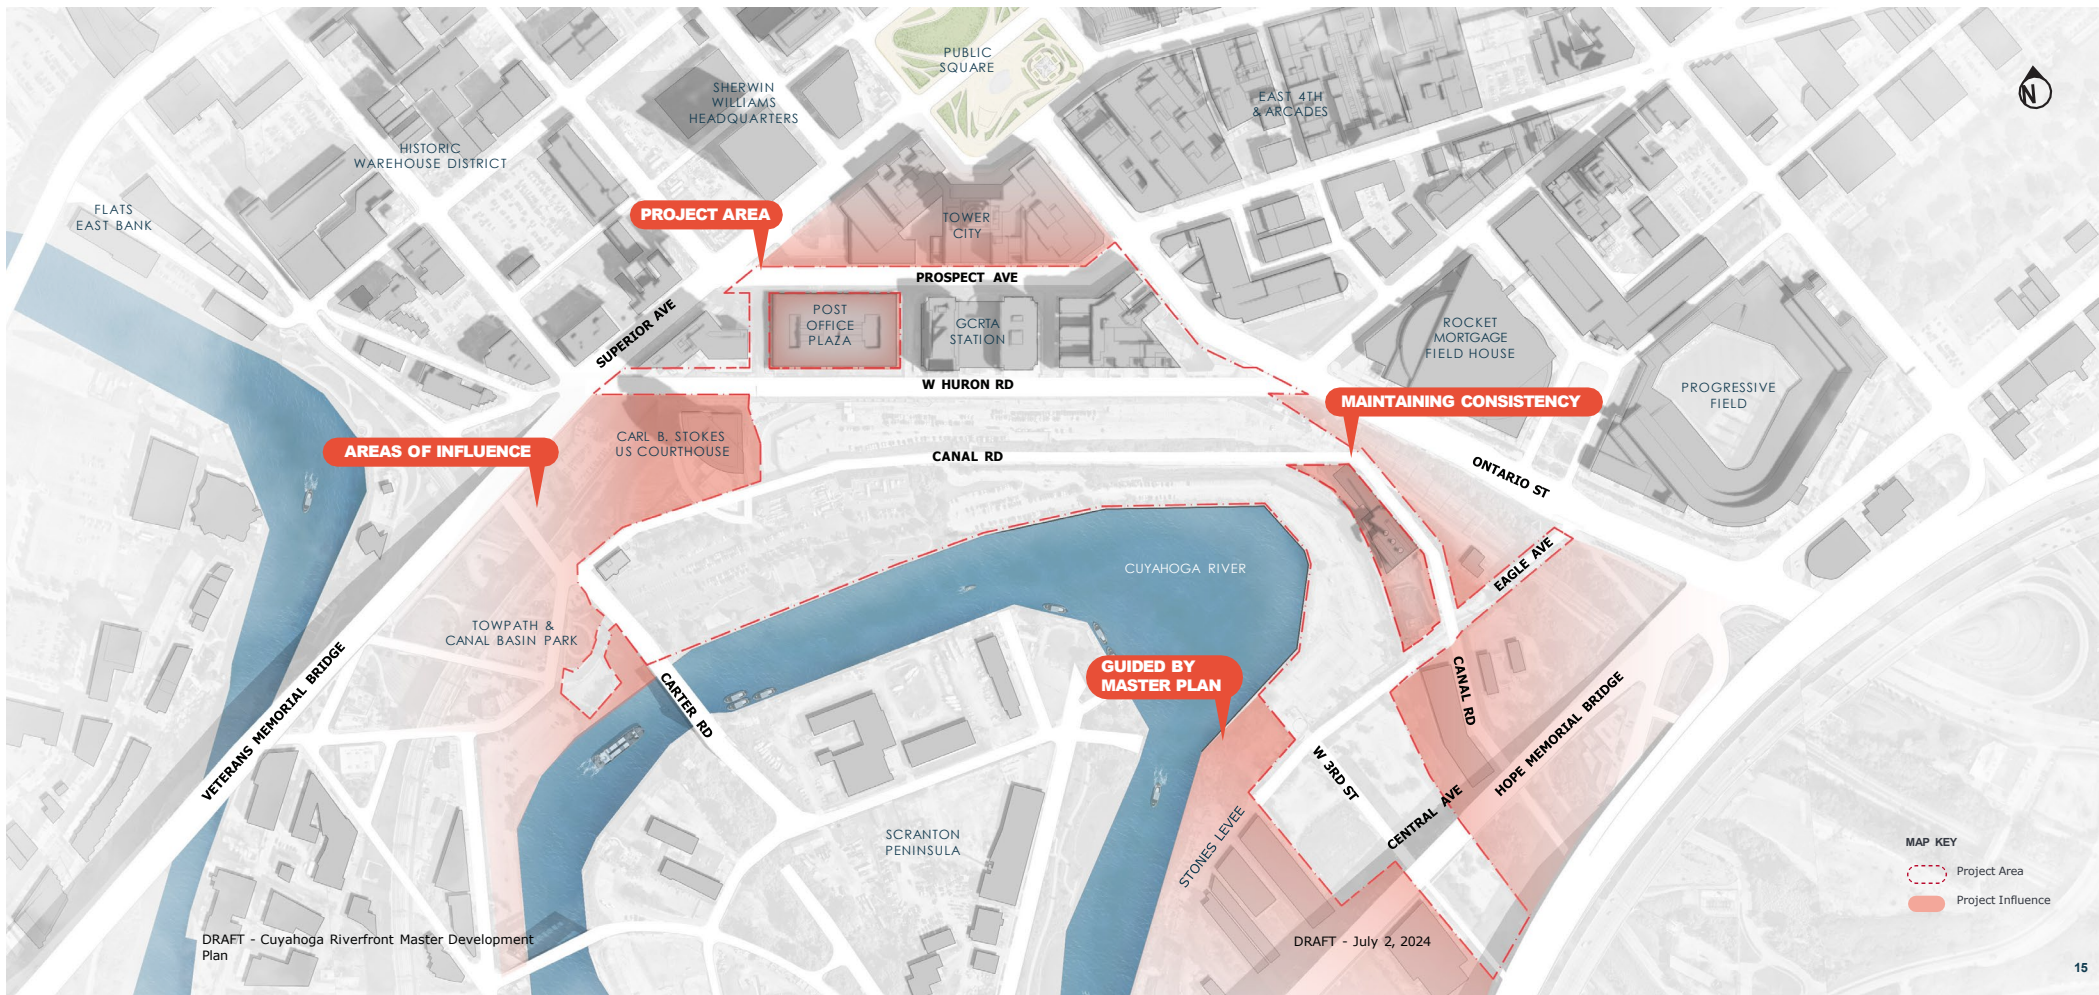 PUBLIC
SQUARE
SHERWIN
WILLIAMS
HEADQUARTERS
EAST 4TH
& ARCADES
N
HISTORIC
WAREHOUSE DISTRICT
FLATS
EAST BANK
PROJECT AREA
TOWER
CITY
PROSPECT AVE
POST
OFFICE
PLAZA
GCRTA
STATION
SUPERIOR AVE
ROCKET
MORTGAGE
FIELD HOUSE
PROGRESSIVE
FIELD
W HURON RD
MAINTAINING CONSISTENCY
CARL B. STOKES
US COURTHOUSE
AREAS OF INFLUENCE
CANAL RD
ONTARIO ST
CUYAHOGA RIVER
EAGLE AVE
TOWPATH &
CANAL BASIN PARK
VETERANS MEMORIAL BRIDGE
CARTER RD
GUIDED BY
MASTER PLAN
CANAL RD
HOPE MEMORIAL BRIDGE
W 3RD ST
CENTRAL AVE
STONES LEVEE
SCRANTON
PENINSULA
MAP KEY
Project Area
Project Influence
DRAFT - Cuyahoga Riverfront Master Development
Plan
DRAFT - July 2, 2024
15